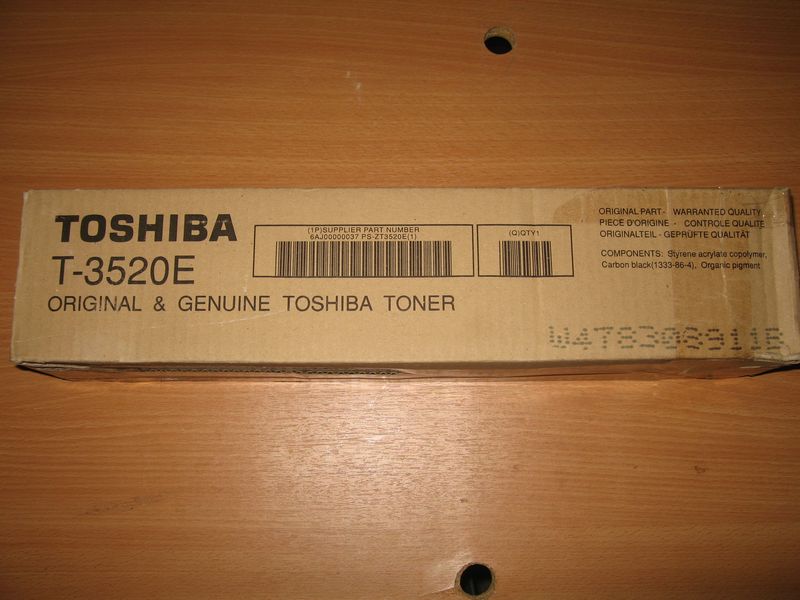 TOSHIBA
T-3520E
ORIGINAL & GENUINE TOSHIBA TONER
(1P)SUPPLIER PART NUMBER
6AJ00000037 PS-ZT3520E(1)
(Q)QTY1
ORIGINAL PART - WARRANTED QUALITY
PIECE D'ORIGINE - CONTROLE QUALITE
ORIGINALTEIL - GEPRÜFTE QUALITÄT
COMPONENTS: Styrene acrylate copolymer,
Carbon black(1333-86-4), Organic pigment